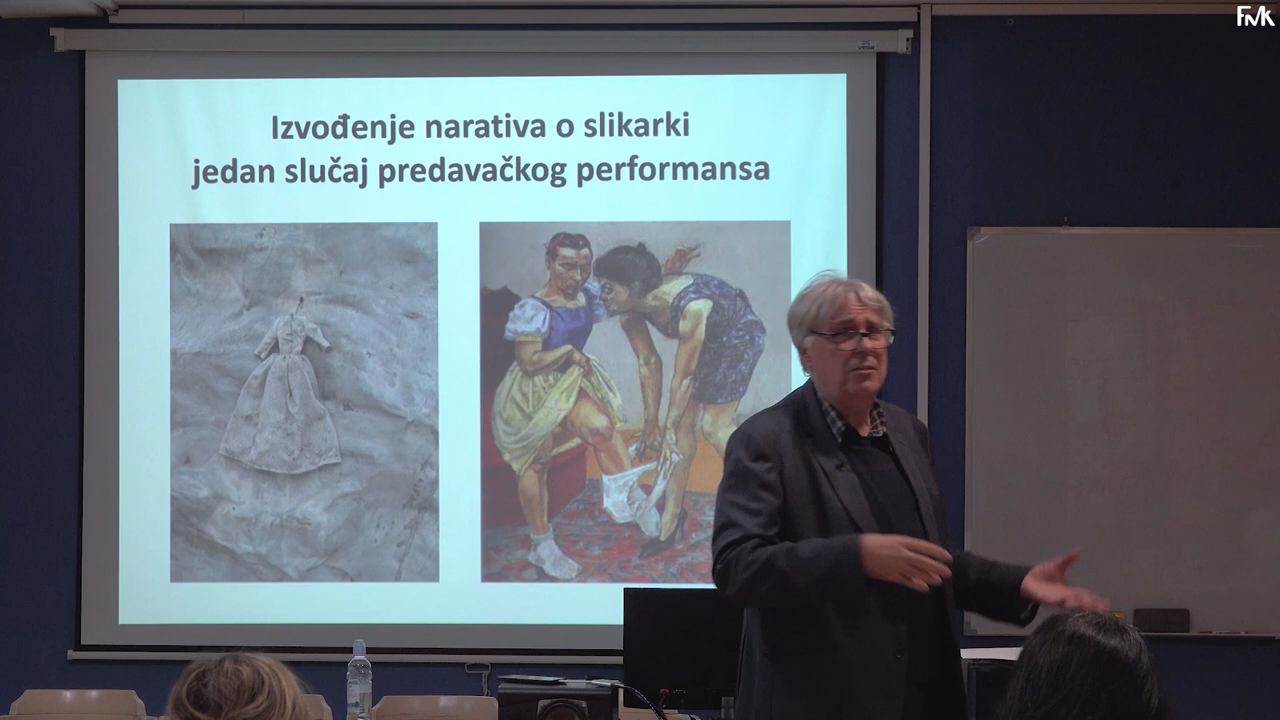 FMK
Izvođenje narativa o slikarki
jedan slučaj predavačkog performansa